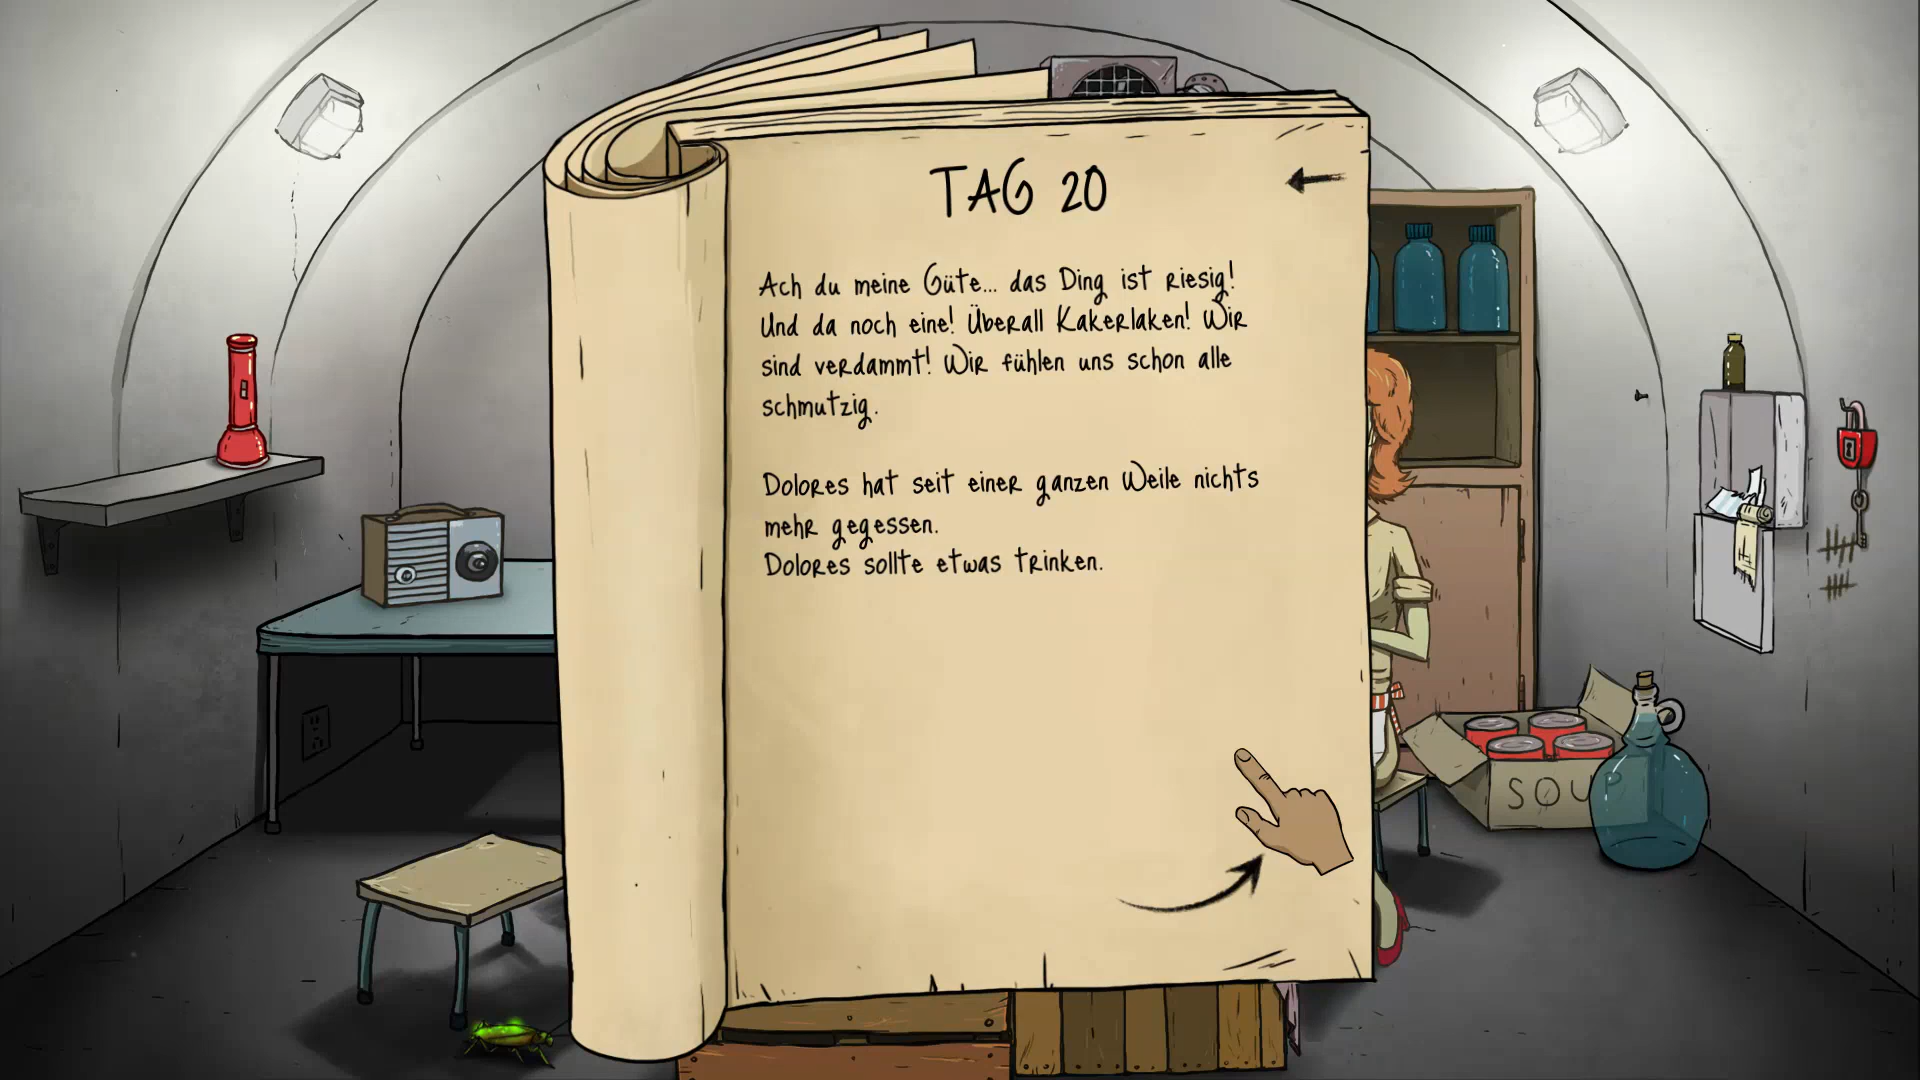 TAG 20
Ach du meine Güte... das Ding ist riesig!
Und da noch eine! Überall Kakerlaken! Wir
sind verdammt! Wir fühlen uns schon alle
schmutzig.
Dolores hat seit einer ganzen Weile nichts
mehr gegessen.
Dolores sollte etwas trinken.
SOUP